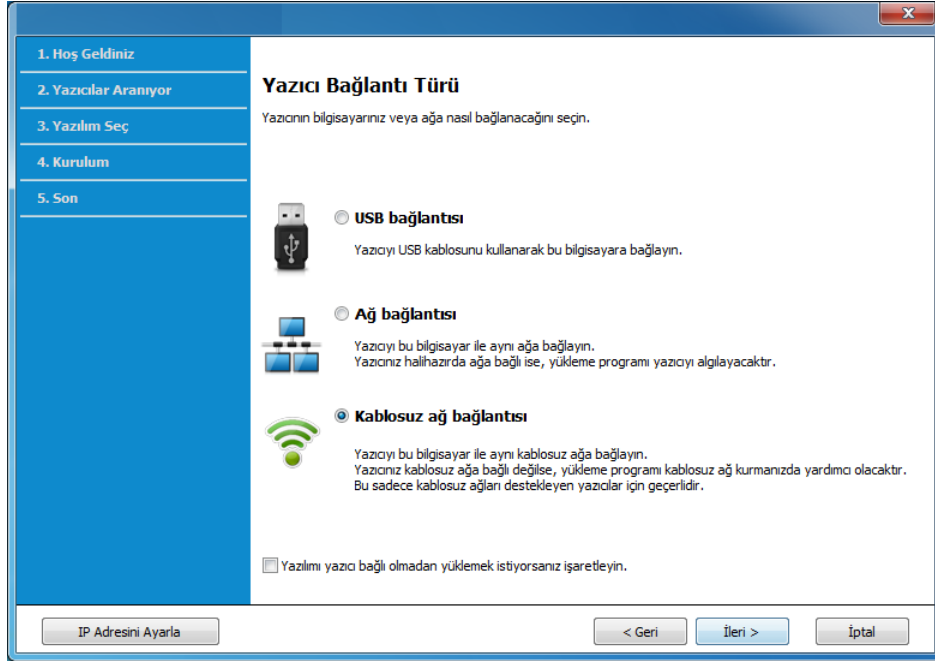 1. Hoş Geldiniz
2. Yazıcılar Aranıyor
3. Yazılım Seç
4. Kurulum
5. Son
Yazıcı Bağlantı Türü
Yazıcının bilgisayarınız veya ağa nasıl bağlanacağını seçin.
USB bağlantısı
Yazıcıyı USB kablosunu kullanarak bu bilgisayara bağlayın.
Ağ bağlantısı
Yazıcıyı bu bilgisayar ile aynı ağa bağlayın.
Yazıcınız halihazırda ağa bağlı ise, yükleme programı yazıcıyı algılayacaktır.
Kablosuz ağ bağlantısı
Yazıcıyı bu bilgisayar ile aynı kablosuz ağa bağlayın.
Yazıcınız kablosuz ağa bağlı değilse, yükleme programı kablosuz ağ kurmanızda yardımcı olacaktır.
Bu sadece kablosuz ağları destekleyen yazıcılar için geçerlidir.
Yazılımı yazıcı bağlı olmadan yüklemek istiyorsanız işaretleyin.
IP Adresini Ayarla
< Geri
İleri >
İptal